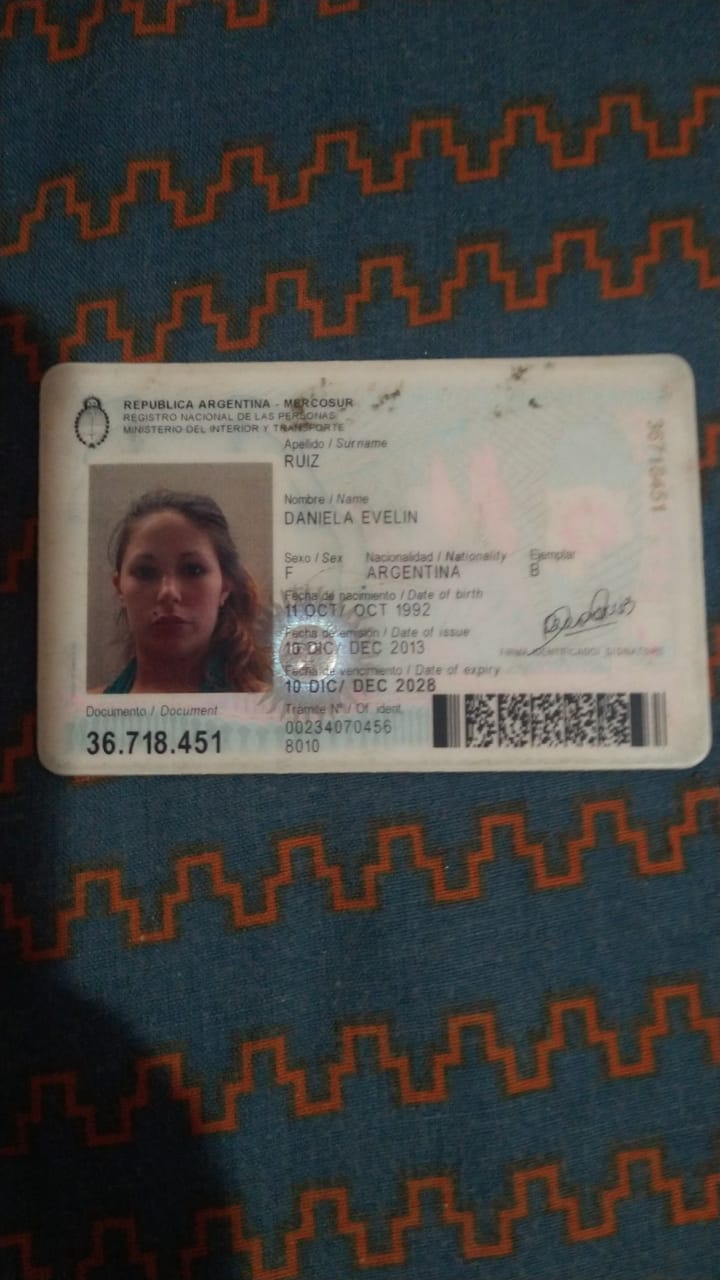 REPUBLICA ARGENTINA - MERCOSUR
REGISTRO NACIONAL DE LAS PERSONAS
MINISTERIO DEL INTERIOR Y TRANSPORTE
Apellido / Surname
RUIZ
Nombre / Name
DANIELA EVELIN
Sexo / Sex Nacionalidad / Nationality Ejemplar
F ARGENTINA B
Fecha de nacimiento / Date of birth
11 OCT/ OCT 1992
Fecha de emisión / Date of issue
10 DIC/ DEC 2013
FIRMA IDENTIFICADO/ SIGNATURE
Fecha de vencimiento / Date of expiry
10 DIC/ DEC 2028
Documento / Document
36.718.451
Trámite Nº / Of. ident.
00234070456
8010
36718451